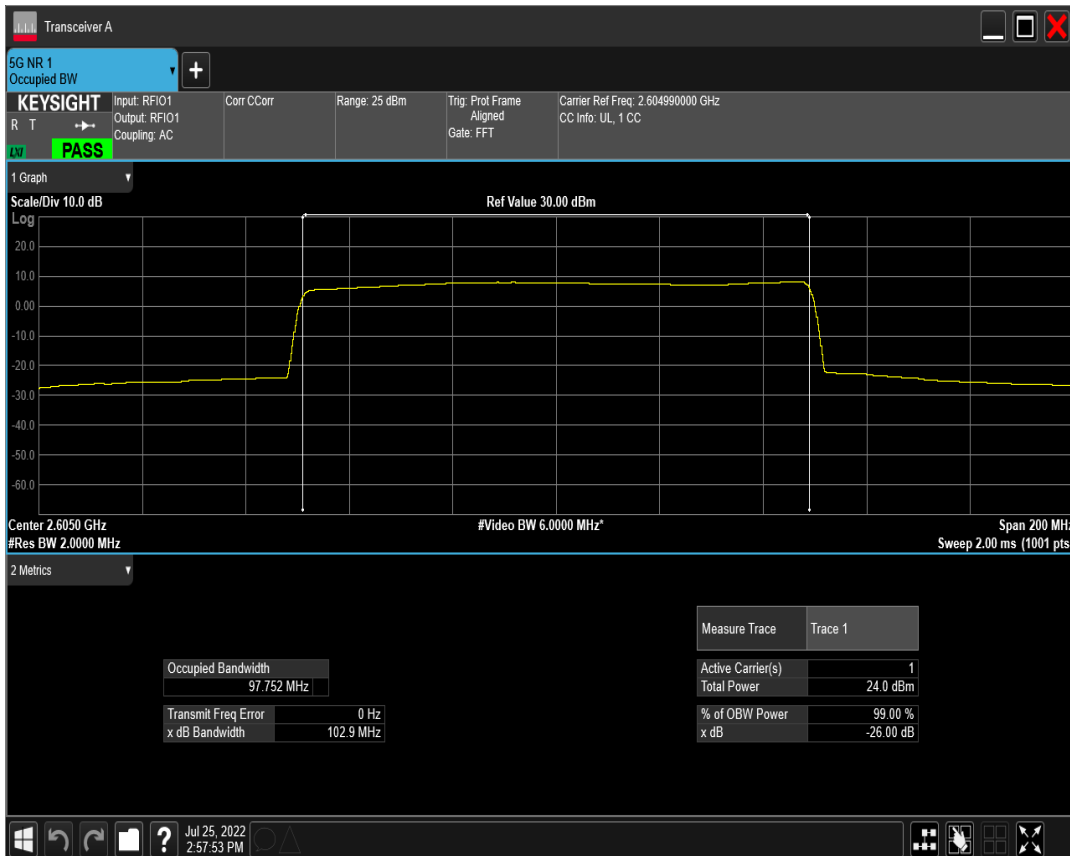 Transceiver A
5G NR 1
Occupied BW
+
KEYSIGHT
R T
LXI
PASS
Input: RFIO1
Output: RFIO1
Coupling: AC
Corr CCorr
Range: 25 dBm
Trig: Prot Frame
Aligned
Gate: FFT
Carrier Ref Freq: 2.604990000 GHz
CC Info: UL, 1 CC
1 Graph
Scale/Div 10.0 dB
Ref Value 30.00 dBm
Log
20.0
10.0
0.00
-10.0
-20.0
-30.0
-40.0
-50.0
-60.0
Center 2.6050 GHz
#Video BW 6.0000 MHz*
Span 200 MHz
#Res BW 2.0000 MHz
Sweep 2.00 ms (1001 pts
2 Metrics
Measure Trace Trace 1
Occupied Bandwidth
97.752 MHz
Active Carrier(s) 1
Total Power 24.0 dBm
Transmit Freq Error 0 Hz
x dB Bandwidth 102.9 MHz
% of OBW Power 99.00 %
x dB -26.00 dB
?
Jul 25, 2022
2:57:53 PM